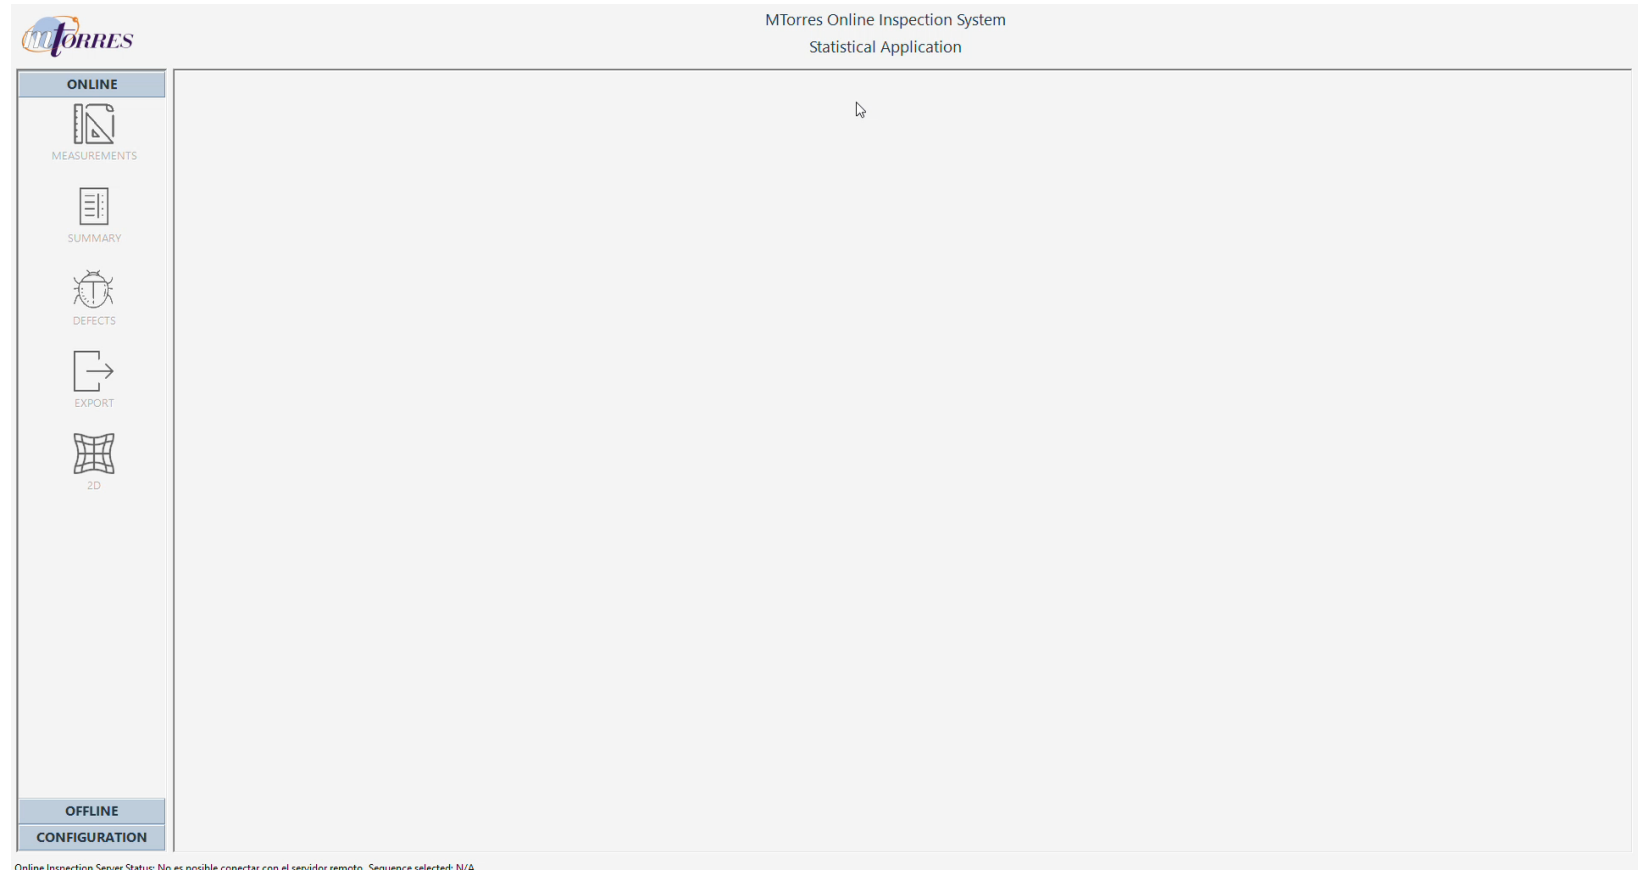 mTORRES
MTorres Online Inspection System
Statistical Application
ONLINE
MEASUREMENTS
SUMMARY
DEFECTS
EXPORT
2D
OFFLINE
CONFIGURATION
Online Inspection Server Status: No es posible conectar con el servidor remoto. Sequence selected: N/A